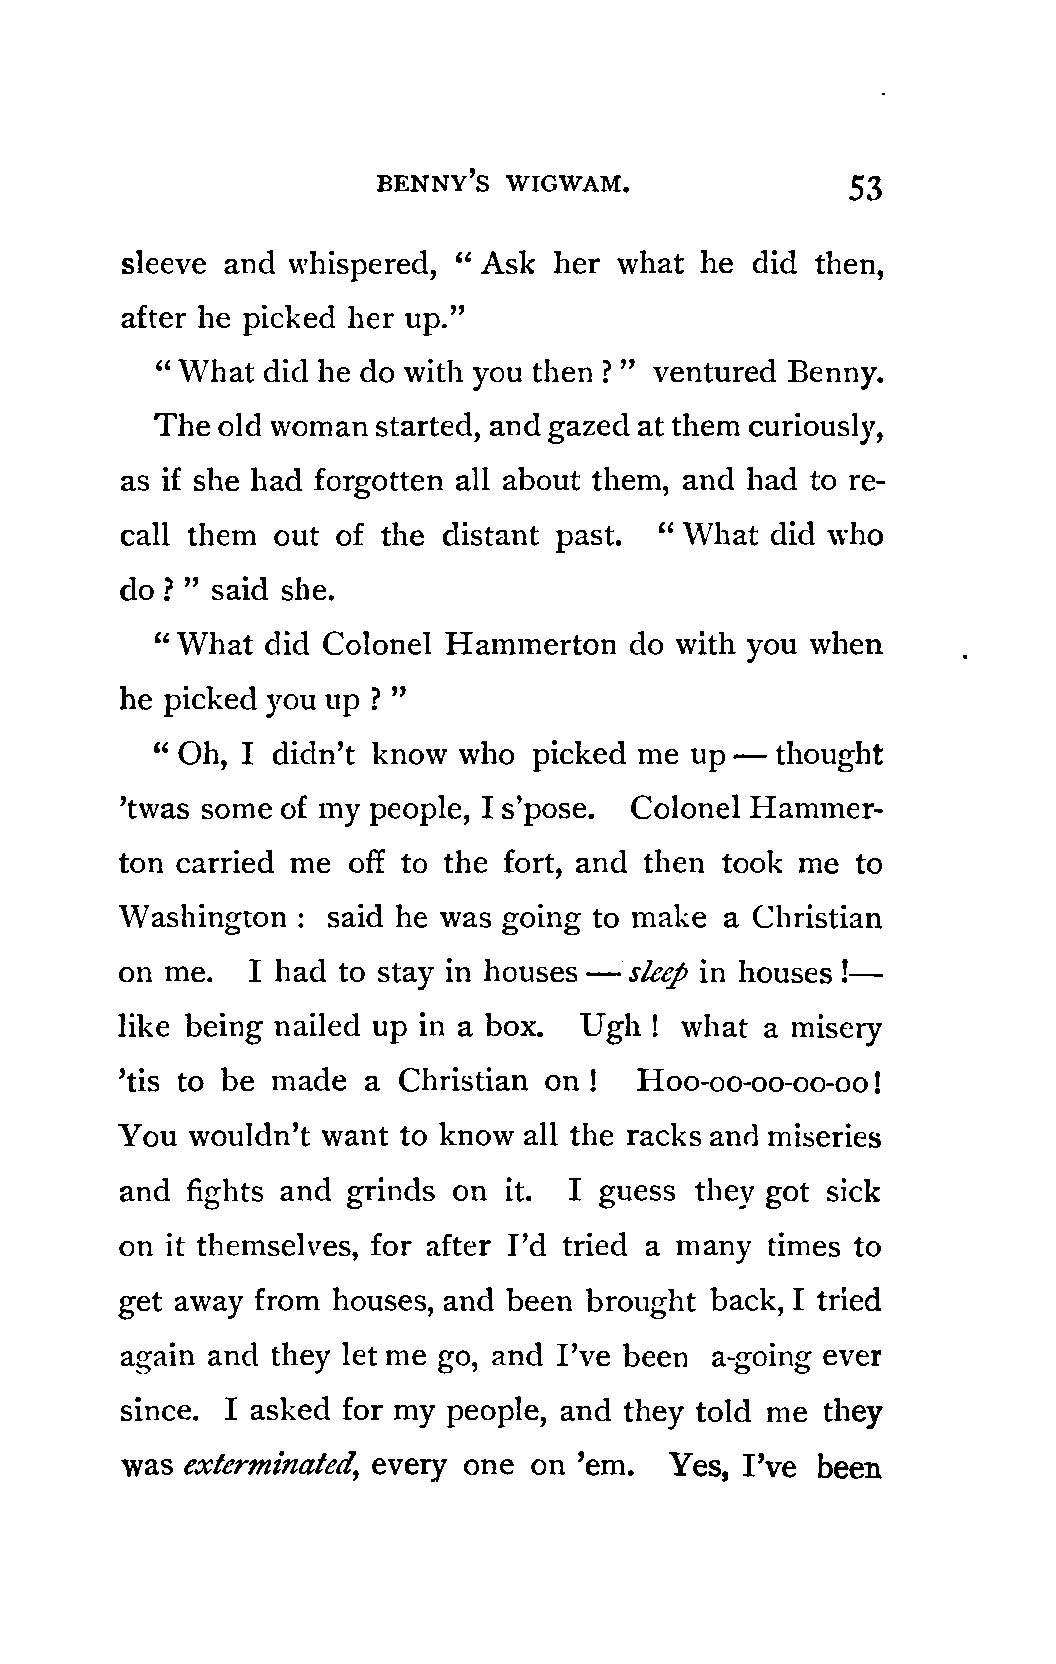 BENNY'S WIGWAM. 53
sleeve and whispered, " Ask her what he did then,
after he picked her up."
" What did he do with you then ? " ventured Benny.
The old woman started, and gazed at them curiously,
as if she had forgotten all about them, and had to re-
call them out of the distant past. " What did who
do ? " said she.
" What did Colonel Hammerton do with you when
he picked you up ? "
" Oh, I didn't know who picked me up — thought
'twas some of my people, I s'pose. Colonel Hammer-
ton carried me off to the fort, and then took me to
Washington : said he was going to make a Christian
on me. I had to stay in houses — sleep in houses !—
like being nailed up in a box. Ugh ! what a misery
'tis to be made a Christian on ! Hoo-oo-oo-oo-oo!
You wouldn't want to know all the racks and miseries
and fights and grinds on it. I guess they got sick
on it themselves, for after I'd tried a many times to
get away from houses, and been brought back, I tried
again and they let me go, and I've been a-going ever
since. I asked for my people, and they told me they
was exterminated, every one on 'em. Yes, I've been